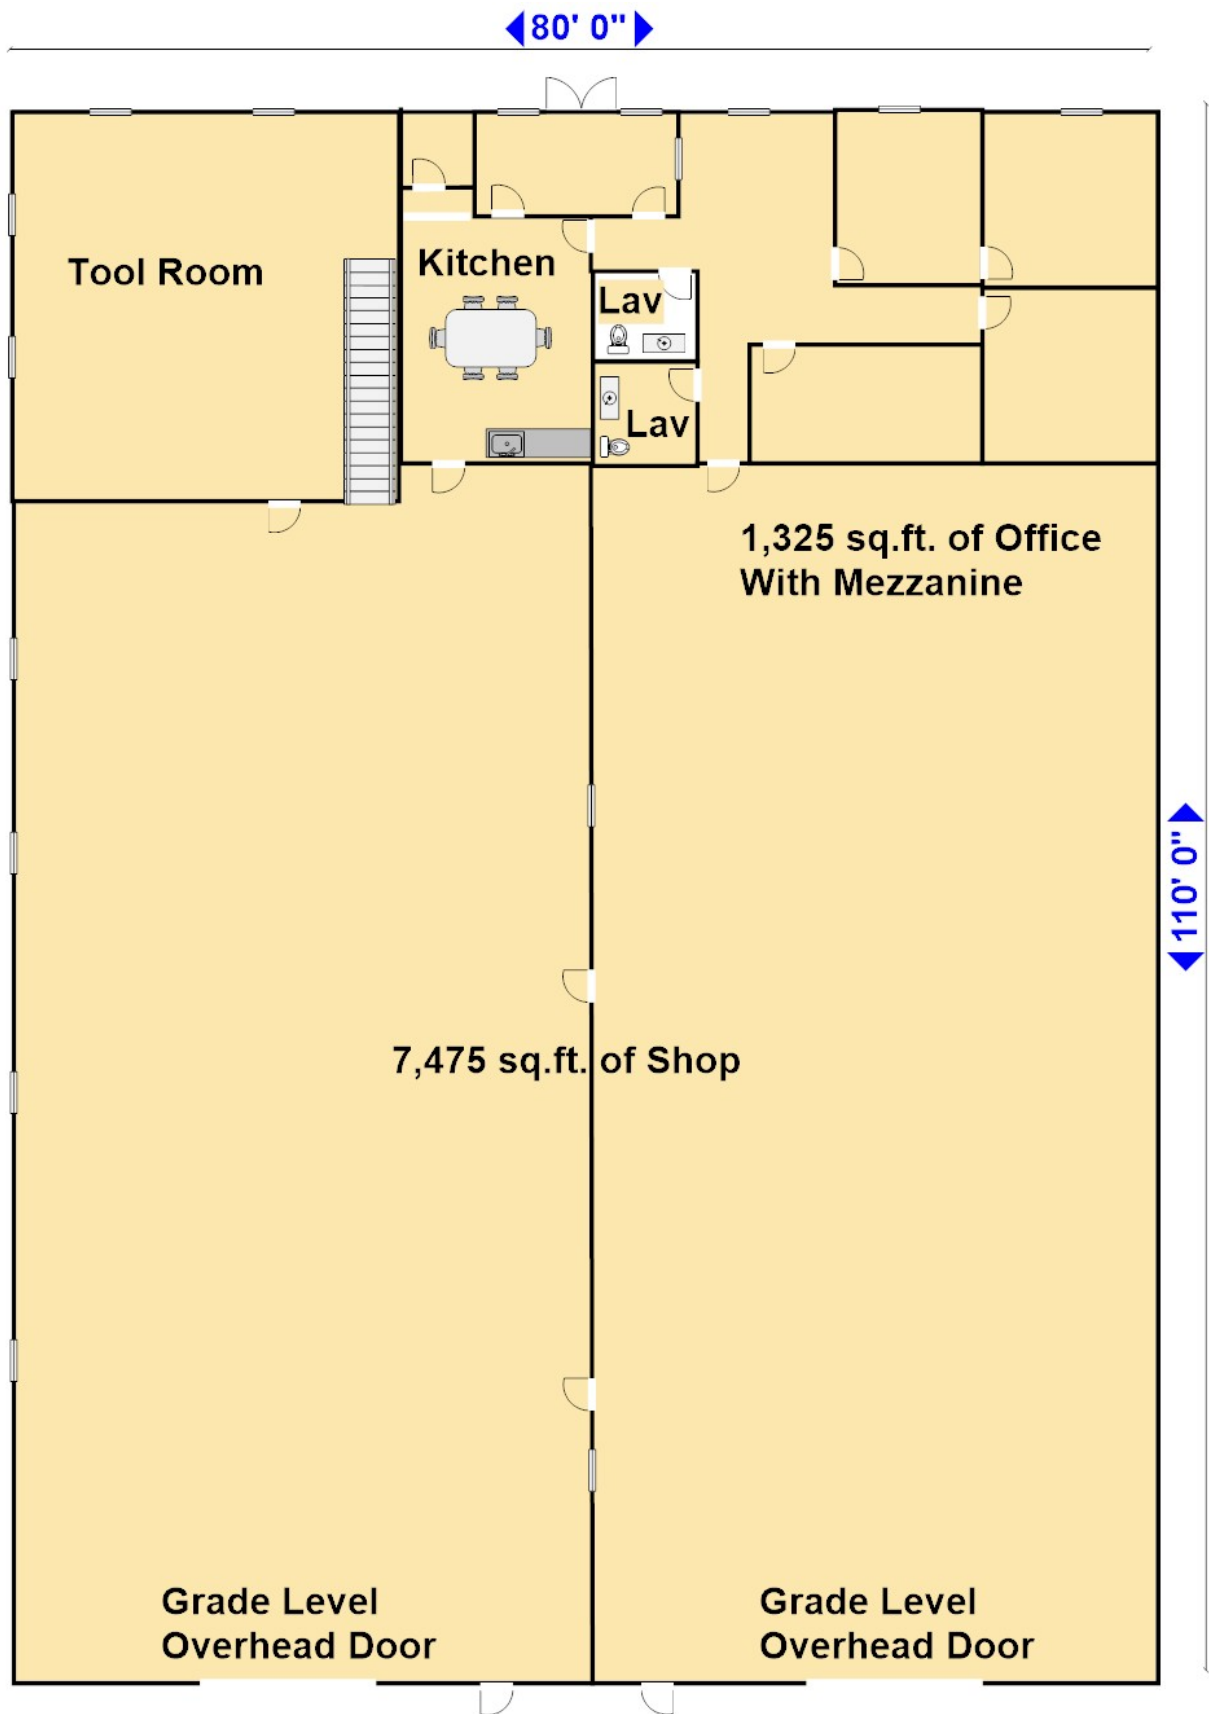 80' 0"
Tool Room
Kitchen
Lav
Lav
1,325 sq.ft. of Office
With Mezzanine
110' 0"
7,475 sq.ft. of Shop
Grade Level
Overhead Door
Grade Level
Overhead Door